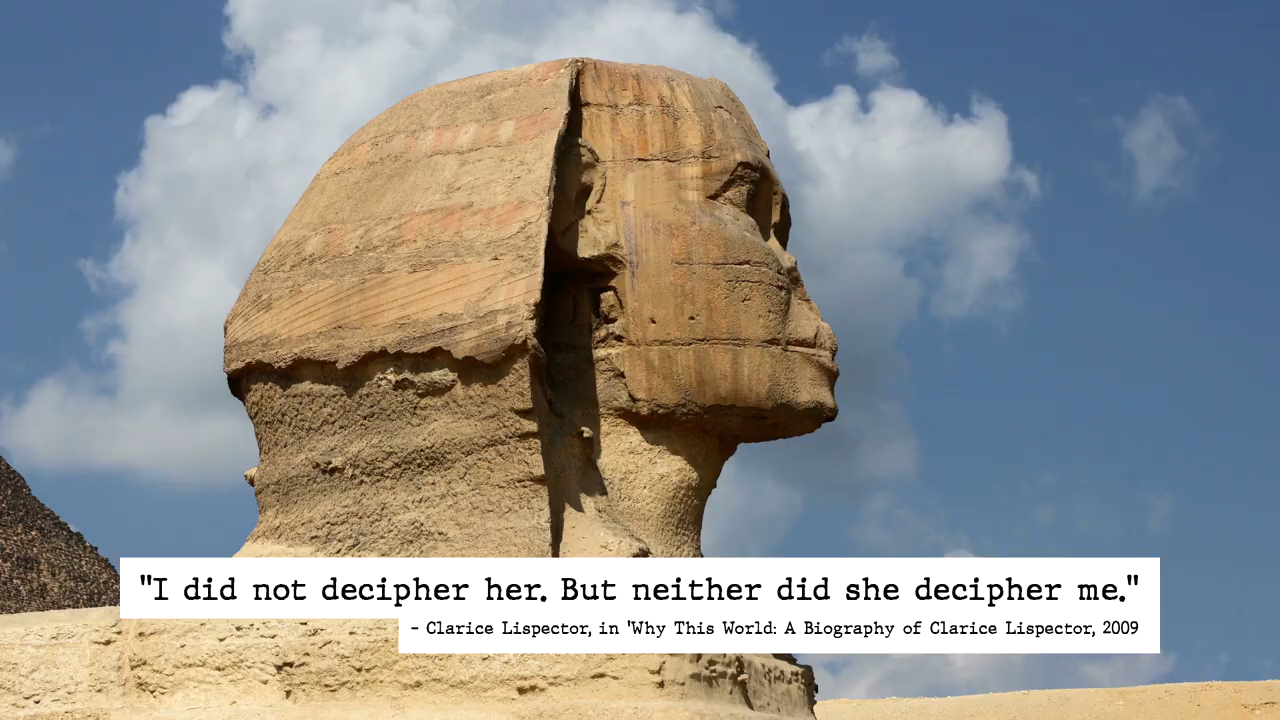 "I did not decipher her. But neither did she decipher me."
– Clarice Lispector, in 'Why This World: A Biography of Clarice Lispector, 2009